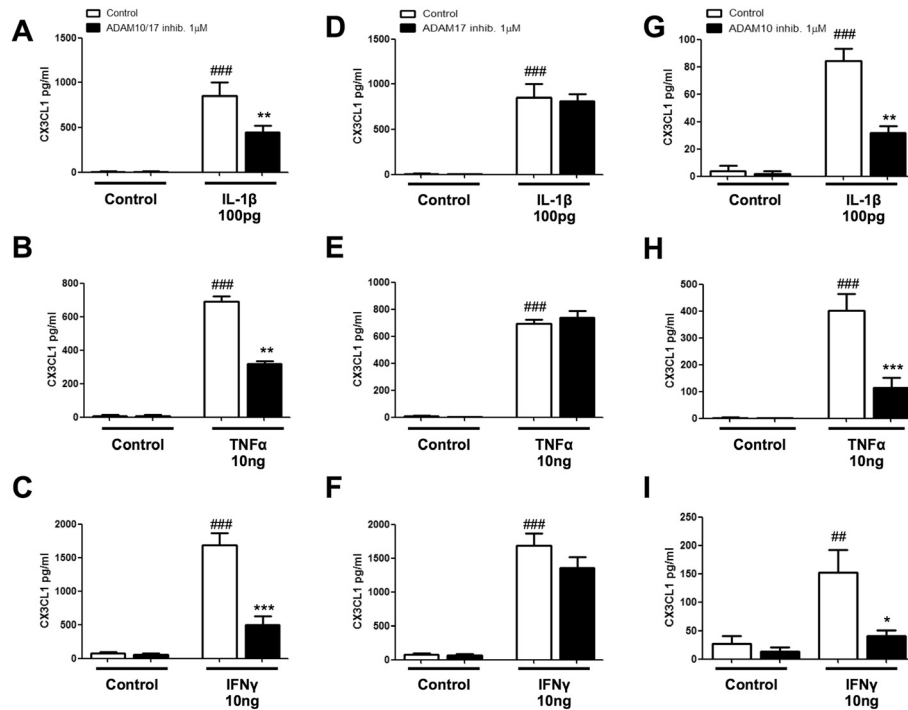 A
Control
ADAM10/17 inhib. 1µM
CX3CL1 pg/ml
1500
1000
500
0
###
**
Control
IL-1β
100pg
D
Control
ADAM17 inhib. 1µM
CX3CL1 pg/ml
1500
1000
500
0
###
Control
IL-1β
100pg
G
Control
ADAM10 inhib. 1µM
CX3CL1 pg/ml
100
80
60
40
20
0
###
**
Control
IL-1β
100pg
B
CX3CL1 pg/ml
800
600
400
200
0
###
**
Control
TNFα
10ng
E
CX3CL1 pg/ml
1000
800
600
400
200
0
###
Control
TNFα
10ng
H
CX3CL1 pg/ml
500
400
300
200
100
0
###
***
Control
TNFα
10ng
C
CX3CL1 pg/ml
2000
1500
1000
500
0
###
***
Control
IFNγ
10ng
F
CX3CL1 pg/ml
2000
1500
1000
500
0
###
Control
IFNγ
10ng
I
CX3CL1 pg/ml
250
200
150
100
50
0
##
*
Control
IFNγ
10ng